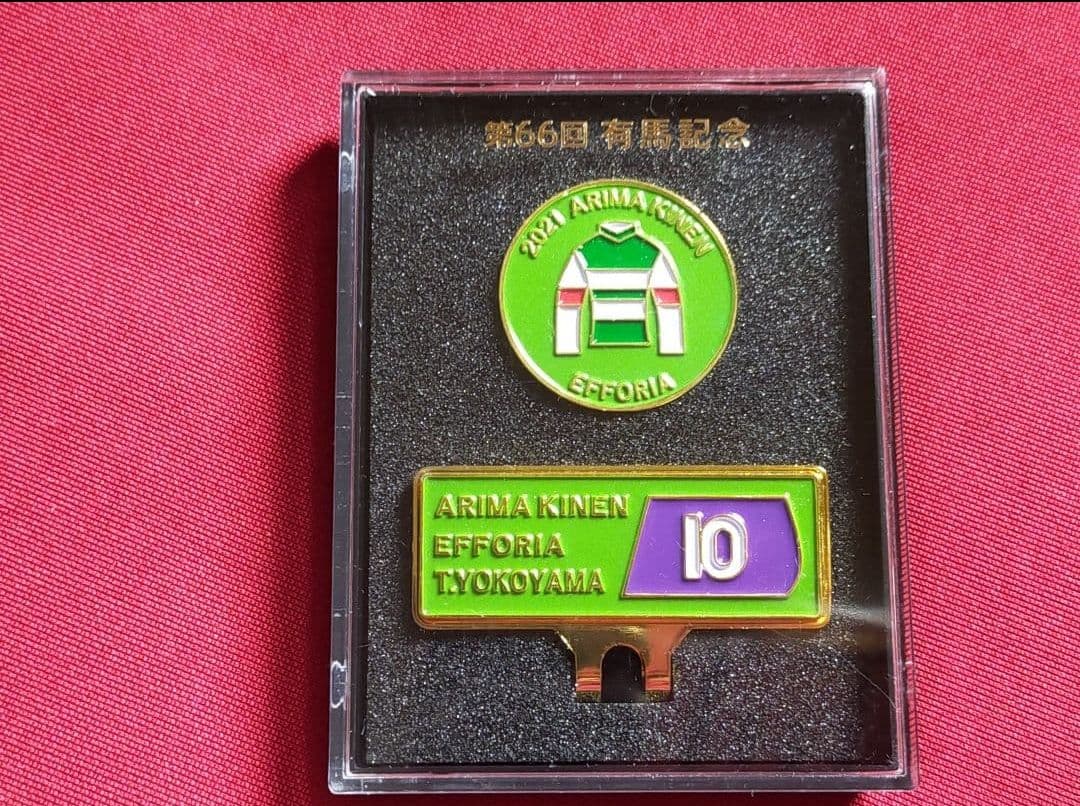 第66回 有馬記念
2021 ARIMA KINEN
EFFORIA
ARIMA KINEN
EFFORIA
T.YOKOYAMA
10